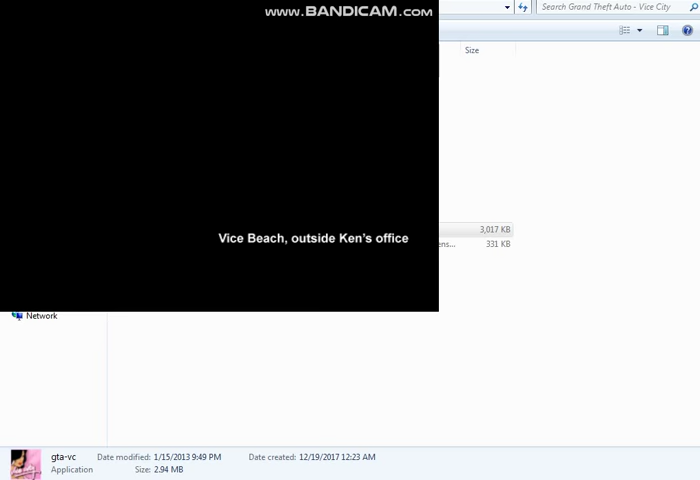 www.BANDICAM.com
Search Grand Theft Auto - Vice City
Size
Vice Beach, outside Ken's office
3,017 KB
ens...
331 KB
Network
gta-vc
Date modified: 1/15/2013 9:49 PM
Date created: 12/19/2017 12:23 AM
Application
Size: 2.94 MB